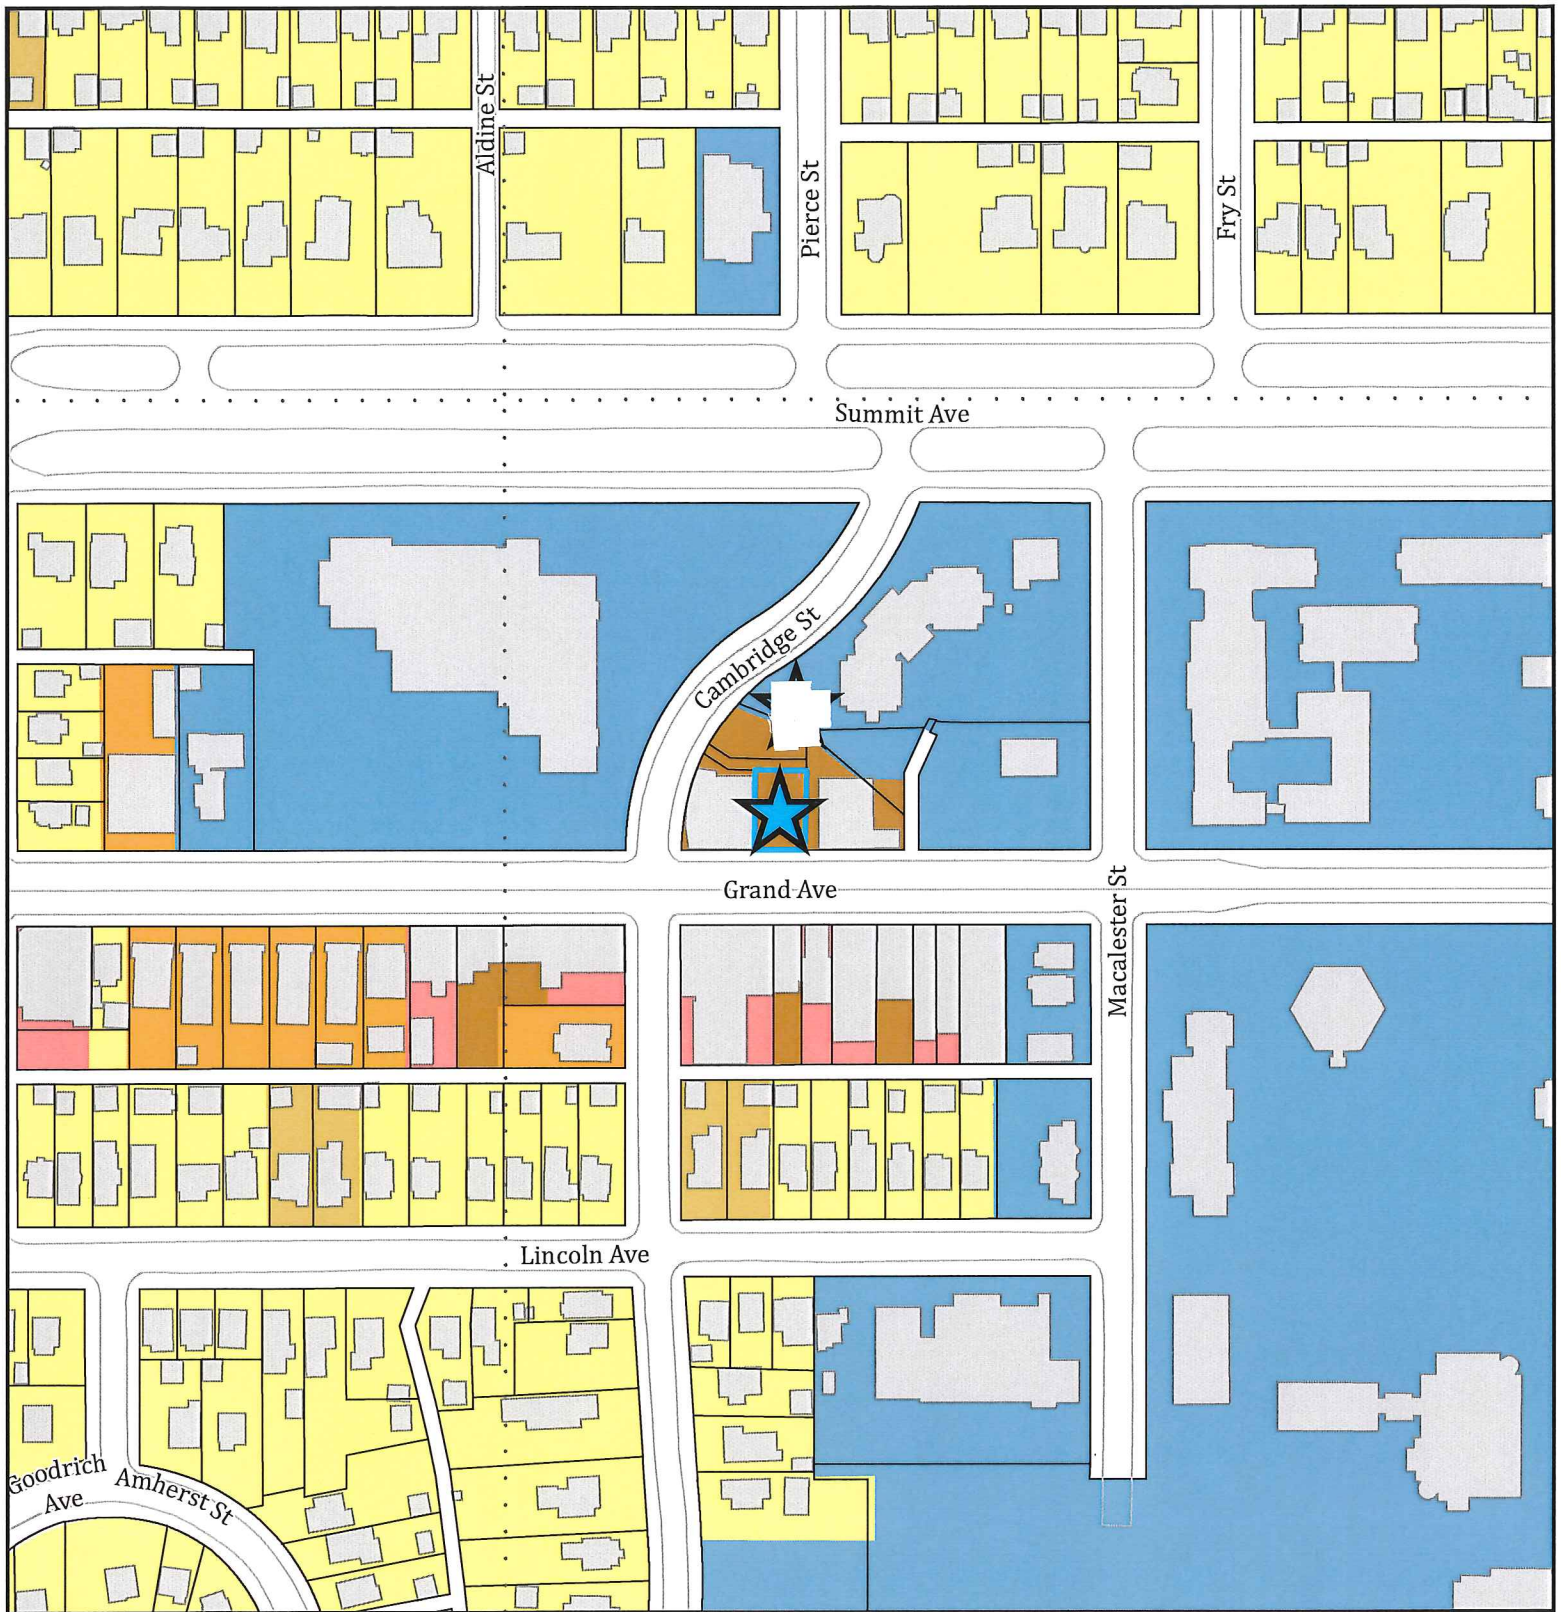 Aldine St
Pierce St
Fry St
Summit Ave
Cambridge St
Grand Ave
Macalester St
Lincoln Ave
Goodrich
Ave
Amherst St